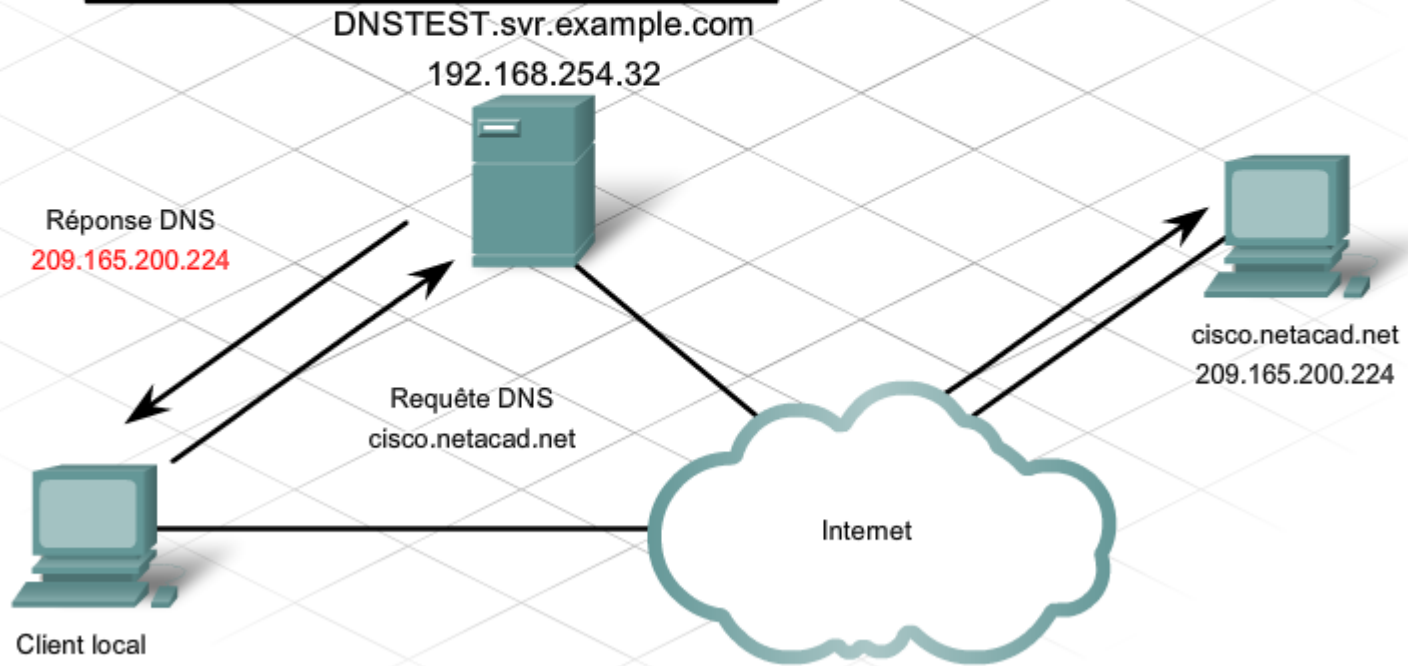 DNSTEST.svr.example.com
192.168.254.32
Réponse DNS
209.165.200.224
Requête DNS
cisco.netacad.net
cisco.netacad.net
209.165.200.224
Internet
Client local